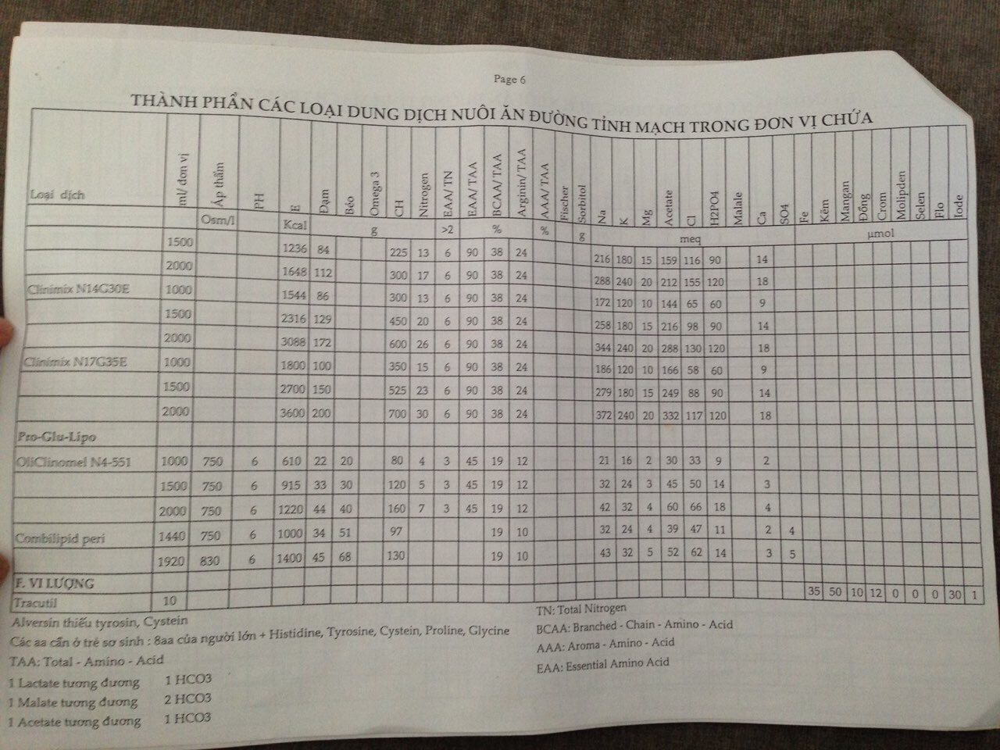 Page 6
THÀNH PHẦN CÁC LOẠI DUNG DỊCH NUÔI ĂN ĐƯỜNG TĨNH MẠCH TRONG ĐƠN VỊ CHỨA
Loại dịch ml/ đơn vị Áp thẩm PH E Đạm Béo Omega 3 CH Nitrogen EAA/ TN EAA/ TAA BCAA/ TAA Arginin/ TAA AAA/ TAA Fischer Sorbitol Na K Mg Acetate Cl H2PO4 Malale Ca SO4 Fe Kẽm Mangan Đồng Crom Molipden Selen Flo Iode
Osm/l Kcal g >2 % % g meq µmol
1500 1236 84 225 13 6 90 38 24 216 180 15 159 116 90 14
2000 1648 112 300 17 6 90 38 24 288 240 20 212 155 120 18
Clinimix N14G30E 1000 1544 86 300 13 6 90 38 24 172 120 10 144 65 60 9
1500 2316 129 450 20 6 90 38 24 258 180 15 216 98 90 14
2000 3088 172 600 26 6 90 38 24 344 240 20 288 130 120 18
Clinimix N17G35E 1000 1800 100 350 15 6 90 38 24 186 120 10 166 58 60 9
1500 2700 150 525 23 6 90 38 24 279 180 15 249 88 90 14
2000 3600 200 700 30 6 90 38 24 372 240 20 332 117 120 18
Pro-Glu-Lipo
OliClinomel N4-551 1000 750 6 610 22 20 80 4 3 45 19 12 21 16 2 30 33 9 2
1500 750 6 915 33 30 120 5 3 45 19 12 32 24 3 45 50 14 3
2000 750 6 1220 44 40 160 7 3 45 19 12 42 32 4 60 66 18 4
Combilipid peri 1440 750 6 1000 34 51 97 19 10 32 24 4 39 47 11 2 4
1920 830 6 1400 45 68 130 19 10 43 32 5 52 62 14 3 5
F. VI LƯỢNG
Tracutil 10 35 50 10 12 0 0 0 30 1
Alversin thiếu tyrosin, Cystein
Các aa cần ở trẻ sơ sinh : 8aa của người lớn + Histidine, Tyrosine, Cystein, Proline, Glycine
TAA: Total - Amino - Acid
1 Lactate tương đương 1 HCO3
1 Malate tương đương 2 HCO3
1 Acetate tương đương 1 HCO3
TN: Total Nitrogen
BCAA: Branched - Chain - Amino - Acid
AAA: Aroma - Amino - Acid
EAA: Essential Amino Acid